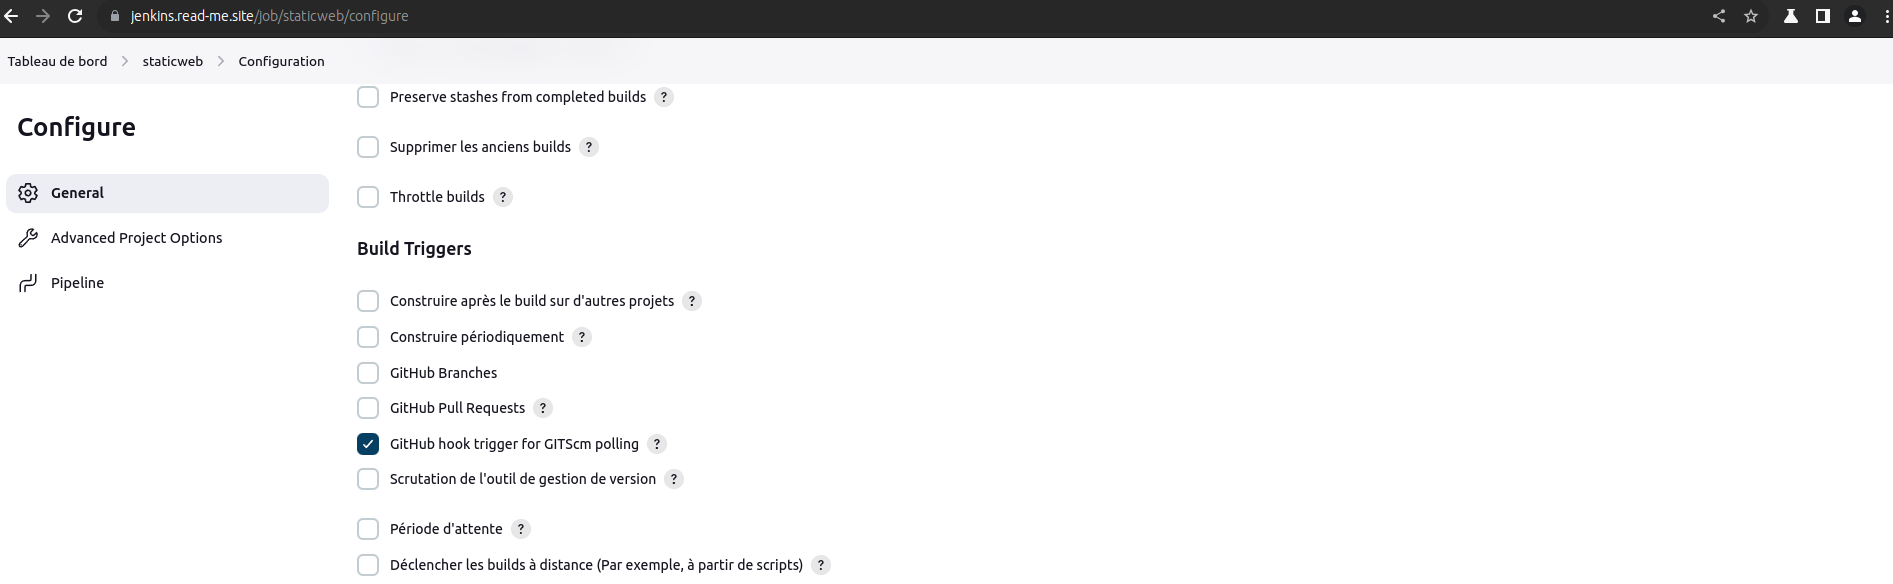 jenkins.read-me.site/job/staticweb/configure
Tableau de bord > staticweb > Configuration
Configure
General
Advanced Project Options
Pipeline
Preserve stashes from completed builds ?
Supprimer les anciens builds ?
Throttle builds ?
Build Triggers
Construire après le build sur d'autres projets ?
Construire périodiquement ?
GitHub Branches
GitHub Pull Requests ?
GitHub hook trigger for GITScm polling ?
Scrutation de l'outil de gestion de version ?
Période d'attente ?
Déclencher les builds à distance (Par exemple, à partir de scripts) ?